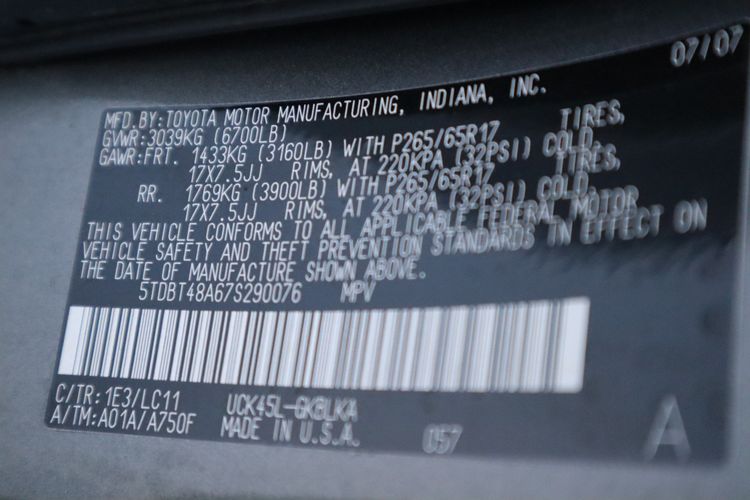 07/07
MFD.BY:TOYOTA MOTOR MANUFACTURING, INDIANA, INC.
GVWR:3039KG (6700LB)
GAWR:FRT. 1433KG (3160LB) WITH P265/65R17 TIRES,
17X7.5JJ RIMS, AT 220KPA (32PSI) COLD,
RR. 1769KG (3900LB) WITH P265/65R17 TIRES,
17X7.5JJ RIMS, AT 220KPA (32PSI) COLD,
THIS VEHICLE CONFORMS TO ALL APPLICABLE FEDERAL MOTOR
VEHICLE SAFETY AND THEFT PREVENTION STANDARDS IN EFFECT ON
THE DATE OF MANUFACTURE SHOWN ABOVE.
5TDBT48A67S290076 MPV
C/TR:1E3/LC11 UCK45L-GKBLKA
A/TM:A01A/A750F MADE IN U.S.A. 057 A